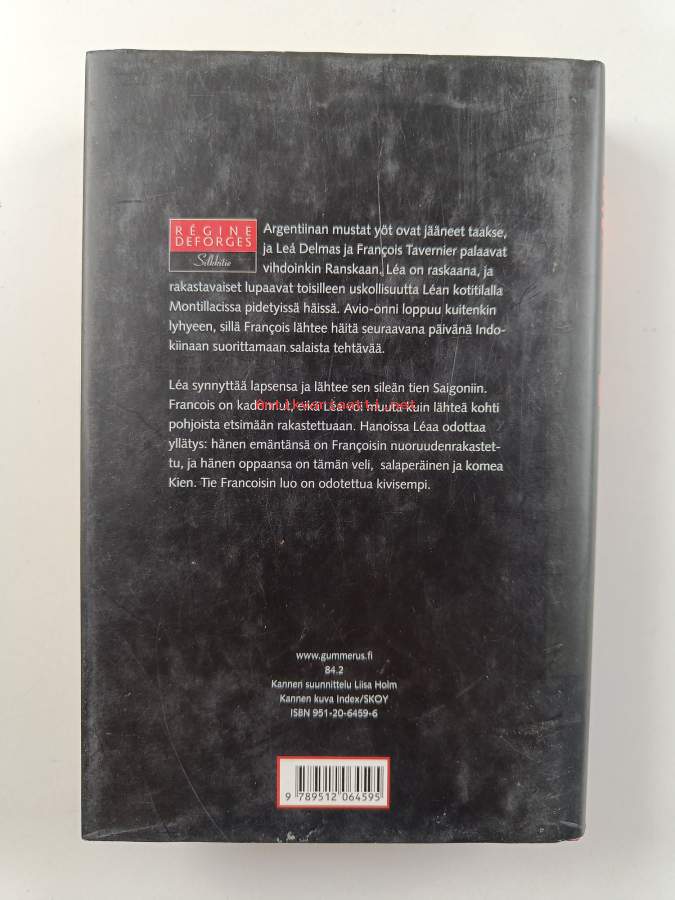 RÉGINE
DEFORGES
Silkkitie
Argentiinan mustat yöt ovat jääneet taakse,
ja Leá Delmas ja François Tavernier palaavat
vihdoinkin Ranskaan. Léa on raskaana, ja
rakastavaiset lupaavat toisilleen uskollisuutta Léan kotitilalla
Montillacissa pidetyissä häissä. Avio-onni loppuu kuitenkin
lyhyeen, sillä François lähtee häitä seuraavana päivänä Indo-
kiinaan suorittamaan salaista tehtävää.
Léa synnyttää lapsensa ja lähtee sen sileän tien Saigoniin.
Francois on kadonnut, eikä Léa voi muuta kuin lähteä kohti
Antikvariaatti.net
pohjoista etsimään rakastettuaan. Hanoissa Léaa odottaa
yllätys: hänen emäntänsä on Françoisin nuoruudenrakastet-
tu, ja hänen oppaansa on tämän veli, salaperäinen ja komea
Kien. Tie Francoisin luo on odotettua kivisempi.
www.gummerus.fi
84.2
Kannen suunnittelu Liisa Holm
Kannen kuva Index/SKOY
ISBN 951-20-6459-6
9 789512 064595